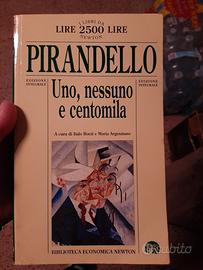 I LIBRI DA
LIRE 2500 LIRE
NEWTON
PIRANDELLO
EDIZIONE INTEGRALE
EDIZIONE INTEGRALE
Uno, nessuno
e centomila
A cura di Italo Borzi e Maria Argenziano
BIBLIOTECA ECONOMICA NEWTON
subito